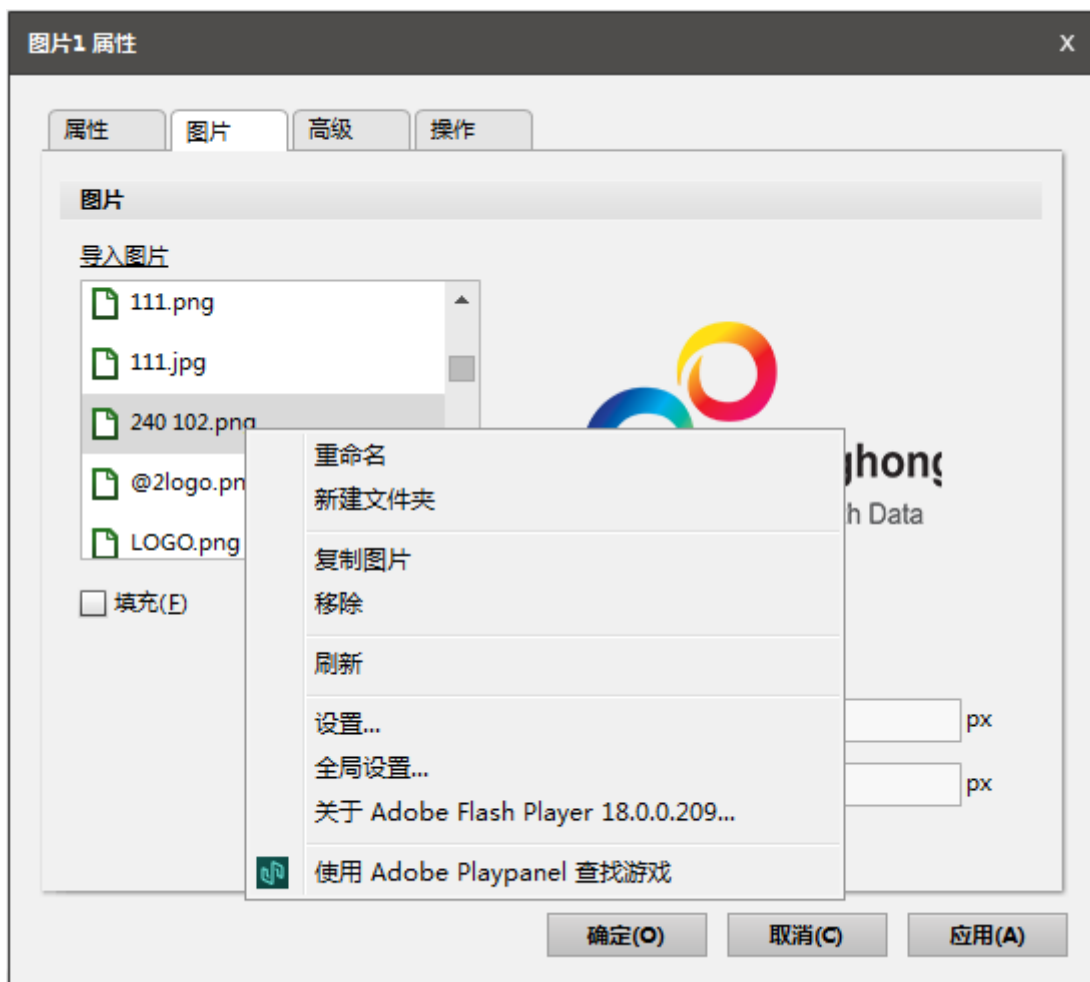 图片1 属性
X
属性
图片
高级
操作
图片
导入图片
111.png
111.jpg
240 102.png
@2logo.pn
LOGO.png
填充(F)
ghong
h Data
重命名
新建文件夹
复制图片
移除
刷新
设置...
全局设置...
关于 Adobe Flash Player 18.0.0.209...
使用 Adobe Playpanel 查找游戏
px
px
确定(O)
取消(C)
应用(A)